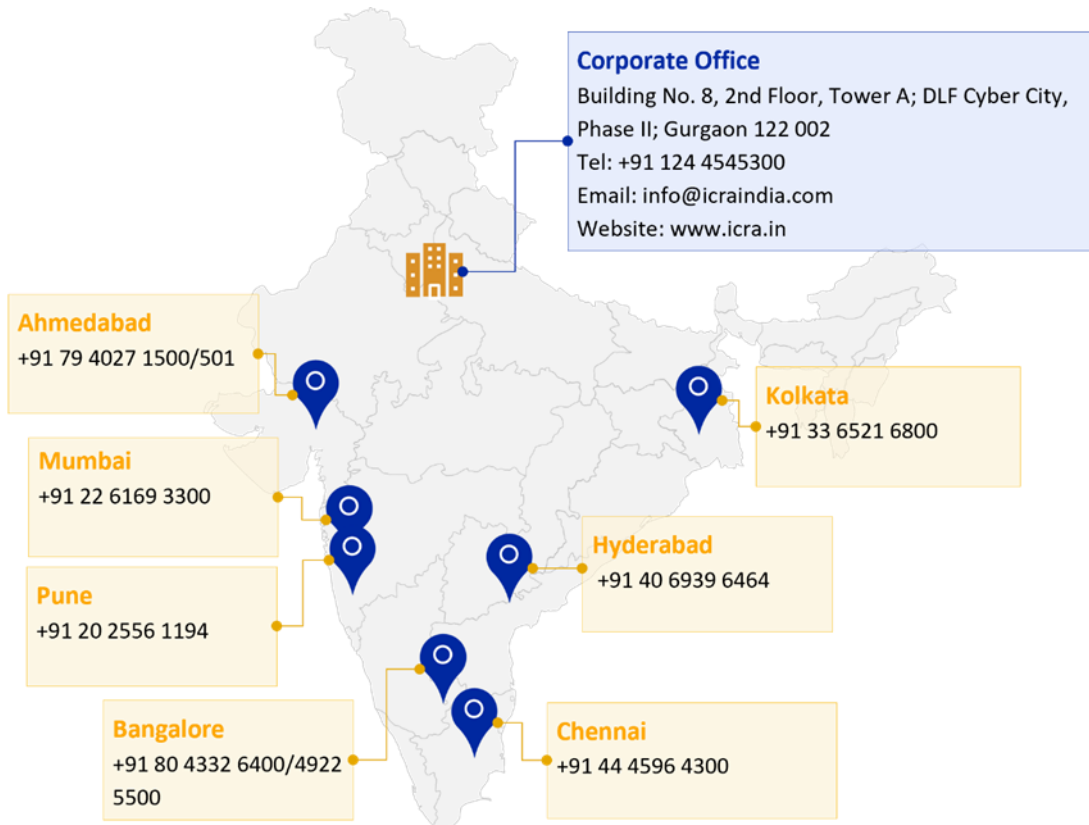 Corporate Office
Building No. 8, 2nd Floor, Tower A; DLF Cyber City,
Phase II; Gurgaon 122 002
Tel: +91 124 4545300
Email: info@icraindia.com
Website: www.icra.in
Ahmedabad
+91 79 4027 1500/501
Kolkata
+91 33 6521 6800
Mumbai
+91 22 6169 3300
Hyderabad
+91 40 6939 6464
Pune
+91 20 2556 1194
Bangalore
+91 80 4332 6400/4922
5500
Chennai
+91 44 4596 4300